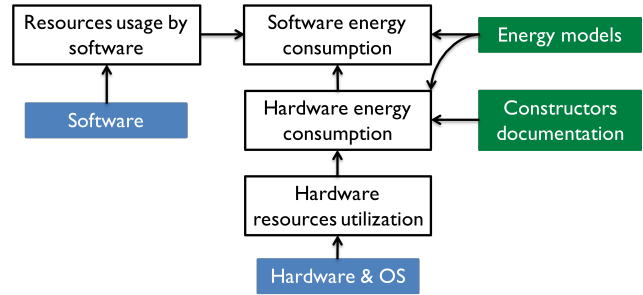 Resources usage by
software
Software energy
consumption
Energy models
Software
Hardware energy
consumption
Constructors
documentation
Hardware
resources utilization
Hardware & OS